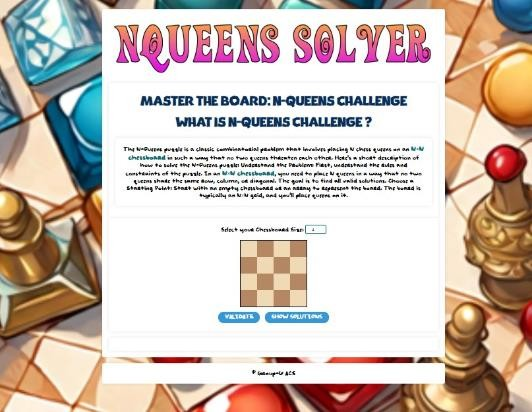 NQUEENS SOLVER
MASTER THE BOARD: N-QUEENS CHALLENGE
WHAT IS N-QUEENS CHALLENGE ?
The N-Queens puzzle is a classic combinatorial problem that involves placing N chess queens on an N×N
chessboard in such a way that no two queens threaten each other. Here's a short description of
how to solve the N-Queens puzzle: Understand the Problem: First, understand the rules and
constraints of the puzzle. In an N×N chessboard, you need to place N queens in a way that no two
queens share the same row, column, or diagonal. The goal is to find all valid solutions. Choose a
Starting Point: Start with an empty chessboard or an array to represent the board. The board is
typically an N×N grid, and you'll place queens on it.
Select your Chessboard Size:
VALIDATE SHOW SOLUTIONS
©